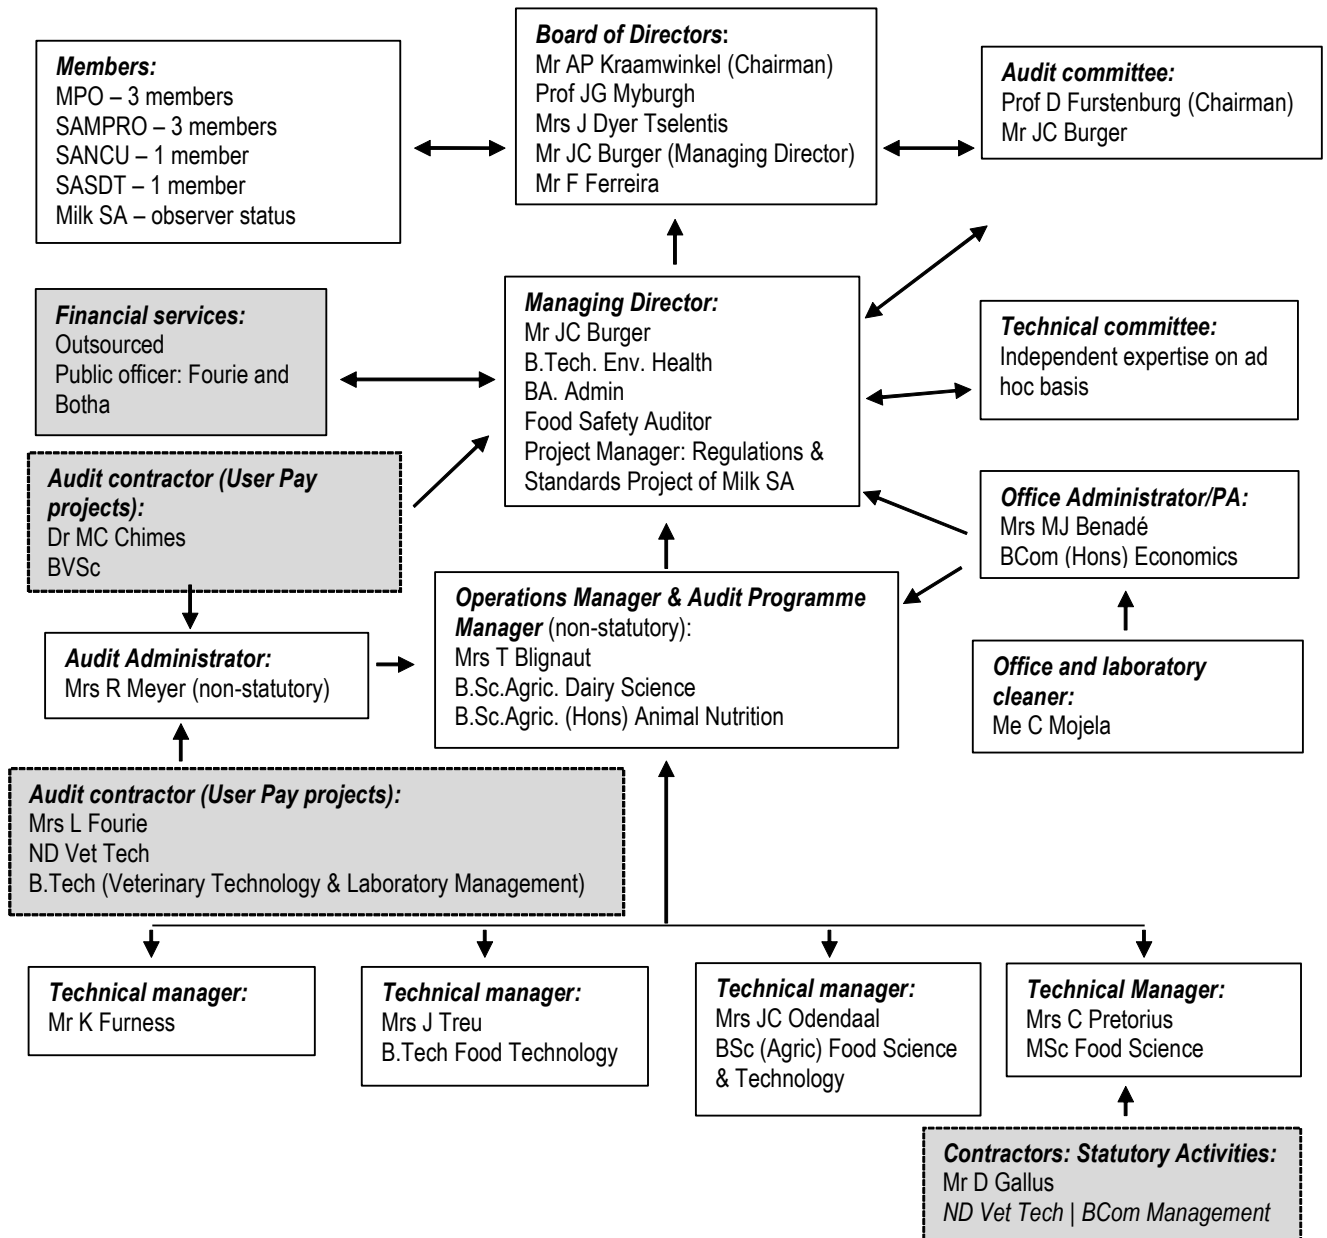 Board of Directors:
Mr AP Kraamwinkel (Chairman)
Prof JG Myburgh
Mrs J Dyer Tselentis
Mr JC Burger (Managing Director)
Mr F Ferreira
Members:
MPO – 3 members
SAMPRO – 3 members
SANCU – 1 member
SASDT – 1 member
Milk SA – observer status
Audit committee:
Prof D Furstenburg (Chairman)
Mr JC Burger
Financial services:
Outsourced
Public officer: Fourie and
Botha
Managing Director:
Mr JC Burger
B.Tech. Env. Health
BA. Admin
Food Safety Auditor
Project Manager: Regulations &
Standards Project of Milk SA
Technical committee:
Independent expertise on ad
hoc basis
Audit contractor (User Pay
projects):
Dr MC Chimes
BVSc
Office Administrator/PA:
Mrs MJ Benadé
BCom (Hons) Economics
Operations Manager & Audit Programme
Manager (non-statutory):
Mrs T Blignaut
B.Sc.Agric. Dairy Science
B.Sc.Agric. (Hons) Animal Nutrition
Audit Administrator:
Mrs R Meyer (non-statutory)
Office and laboratory
cleaner:
Me C Mojela
Audit contractor (User Pay projects):
Mrs L Fourie
ND Vet Tech
B.Tech (Veterinary Technology & Laboratory Management)
Technical manager:
Mr K Furness
Technical manager:
Mrs J Treu
B.Tech Food Technology
Technical manager:
Mrs JC Odendaal
BSc (Agric) Food Science
& Technology
Technical Manager:
Mrs C Pretorius
MSc Food Science
Contractors: Statutory Activities:
Mr D Gallus
ND Vet Tech | BCom Management